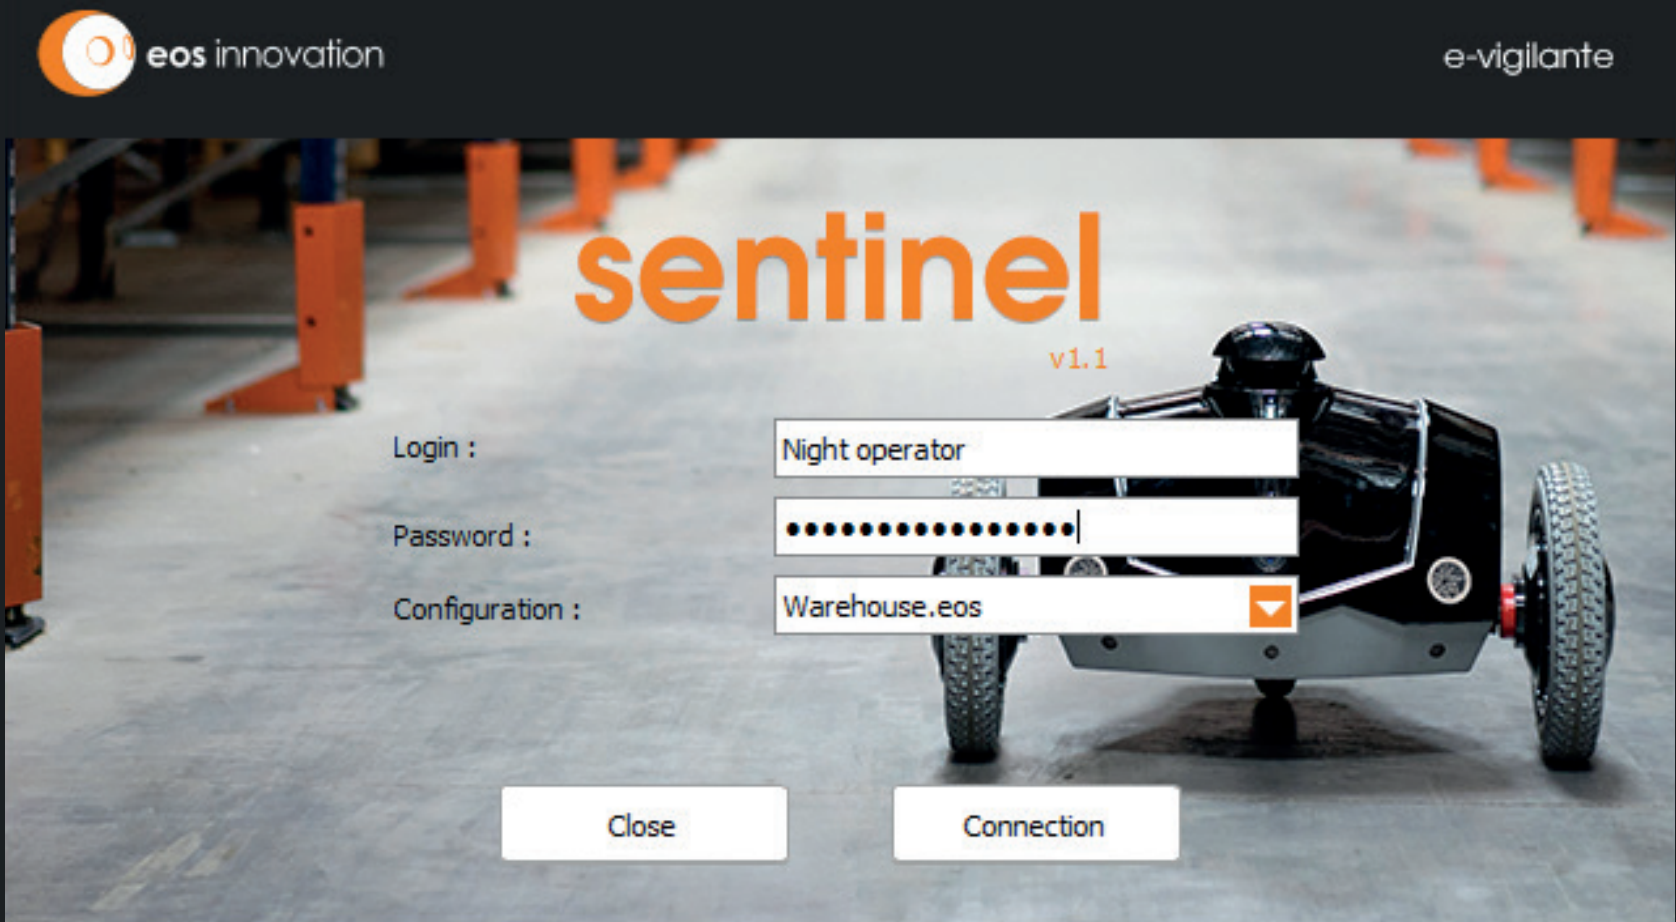 eos innovation
e-vigilante
sentinel
v1.1
Login :
Night operator
Password :
••••••••••••••••
Configuration :
Warehouse.eos
Close
Connection